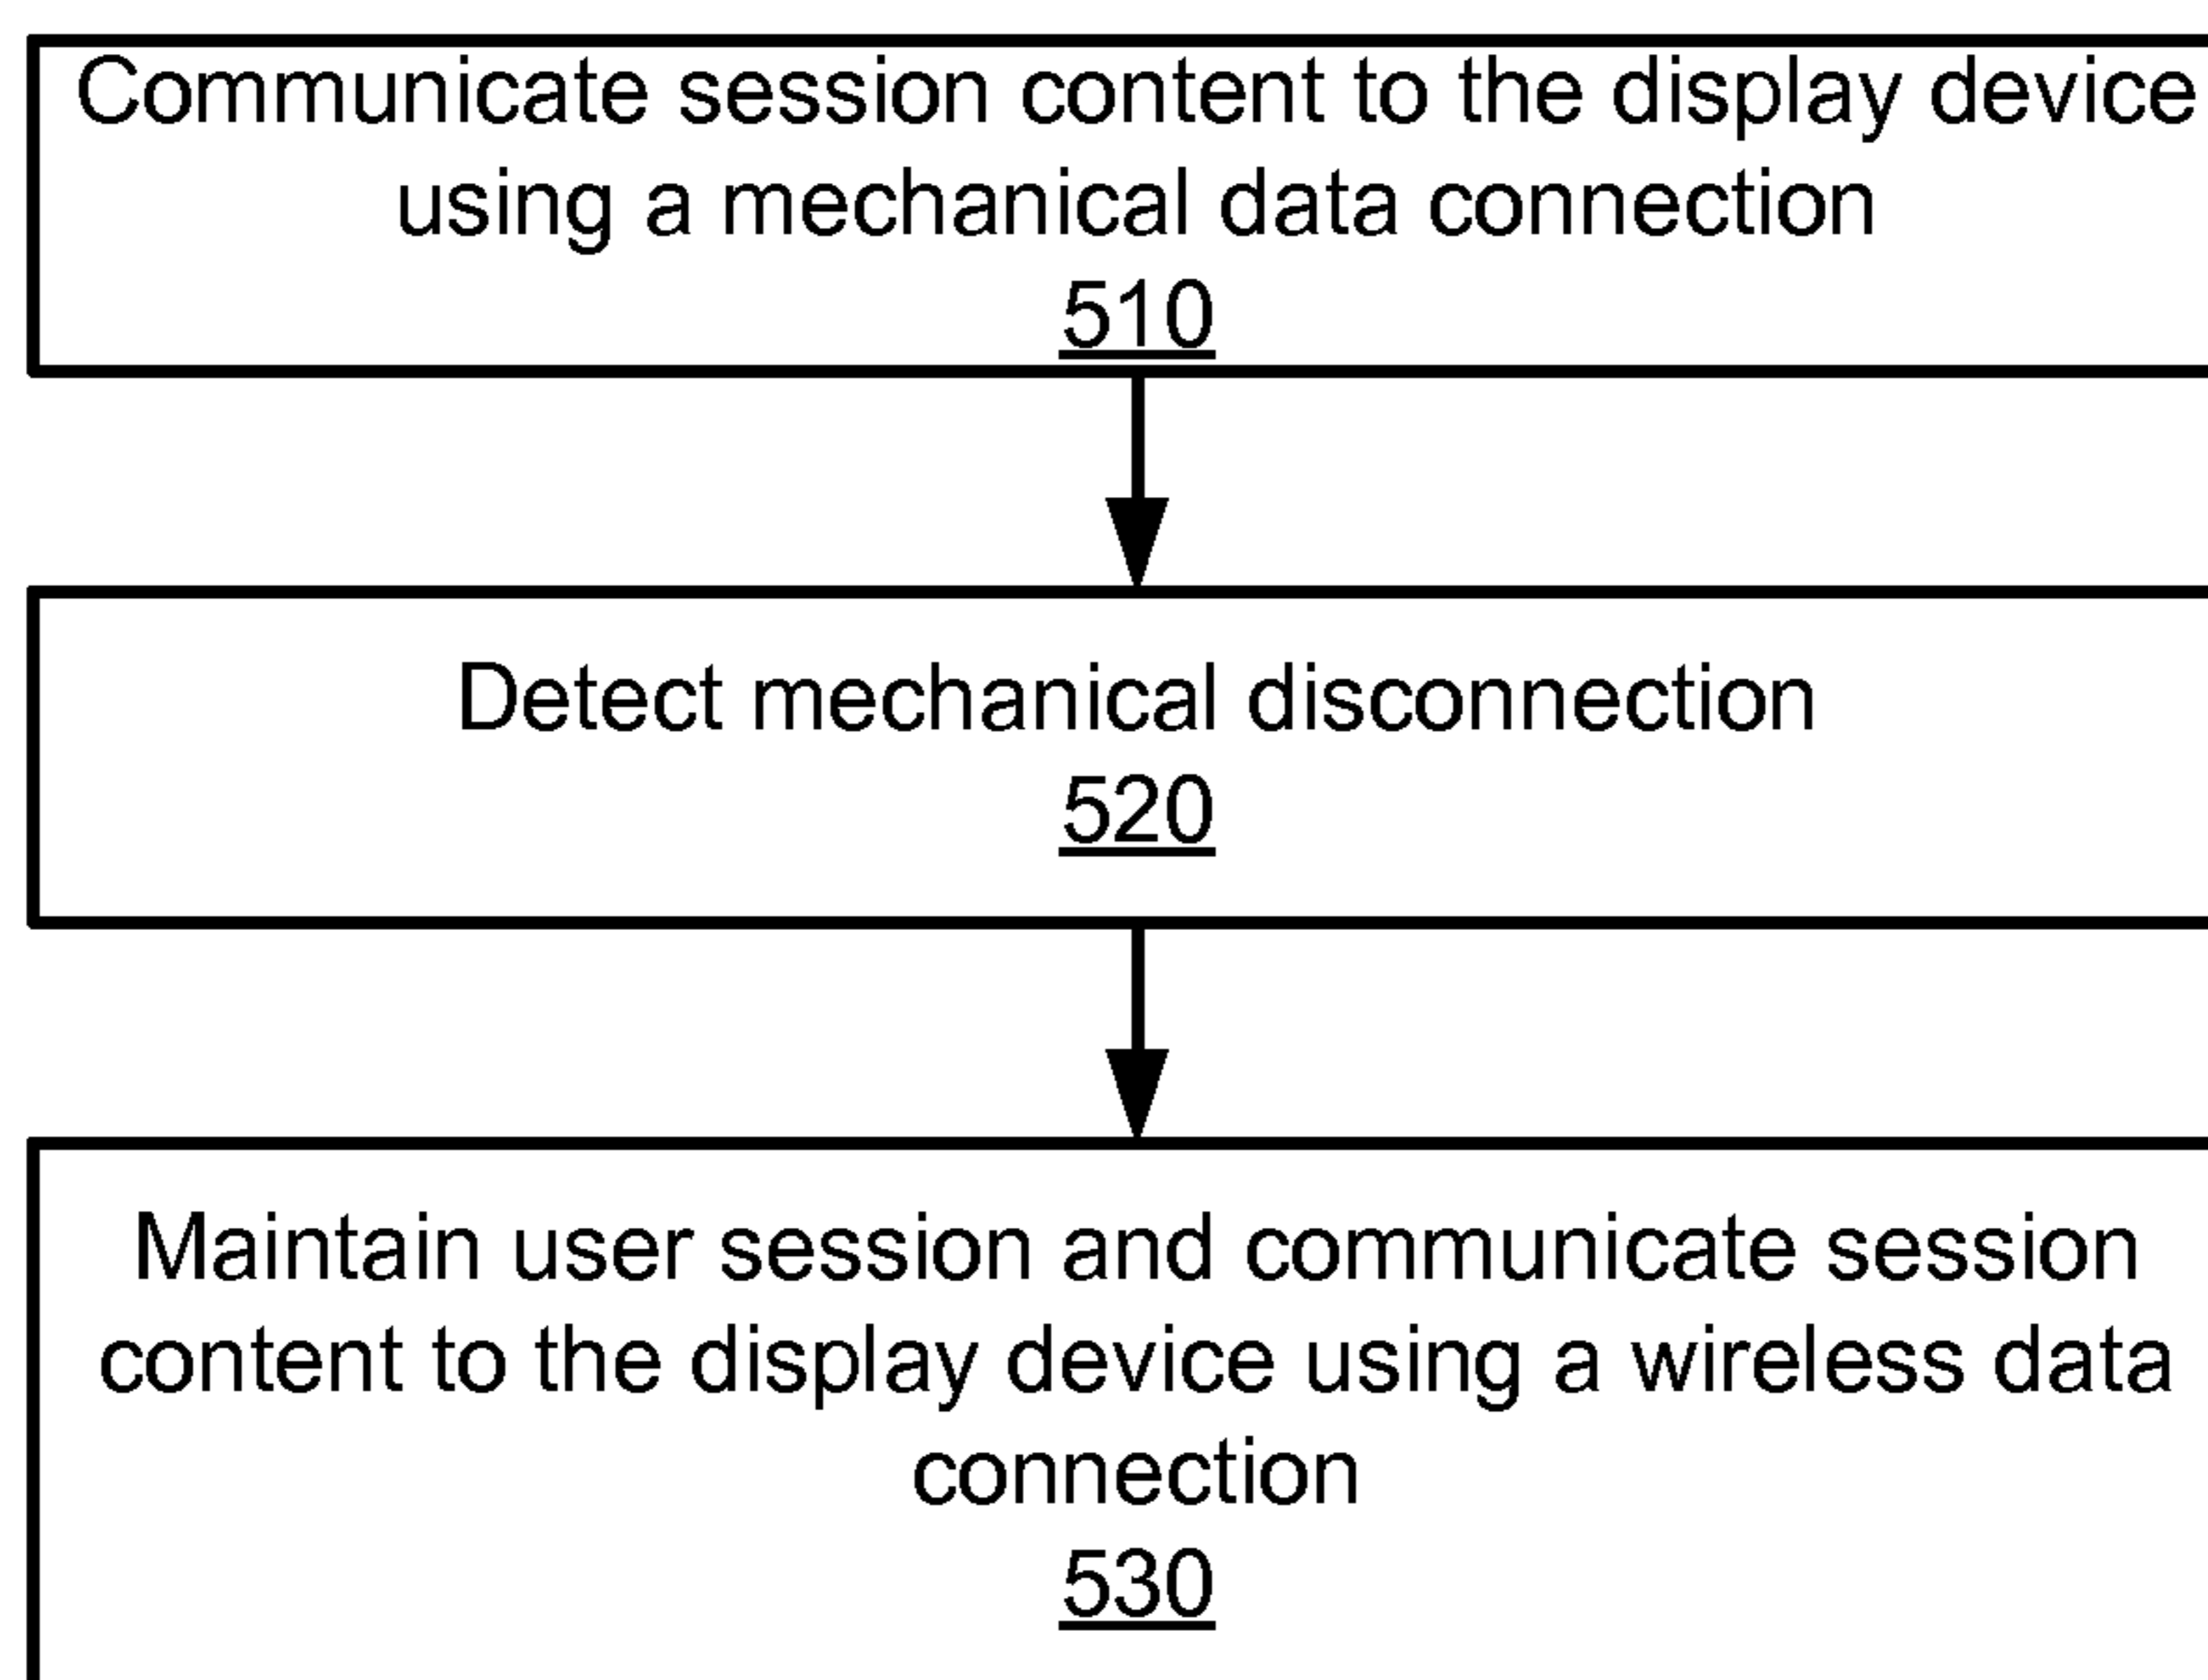 Communicate session content to the display device
using a mechanical data connection
510
Detect mechanical disconnection
520
Maintain user session and communicate session
content to the display device using a wireless data
connection
530